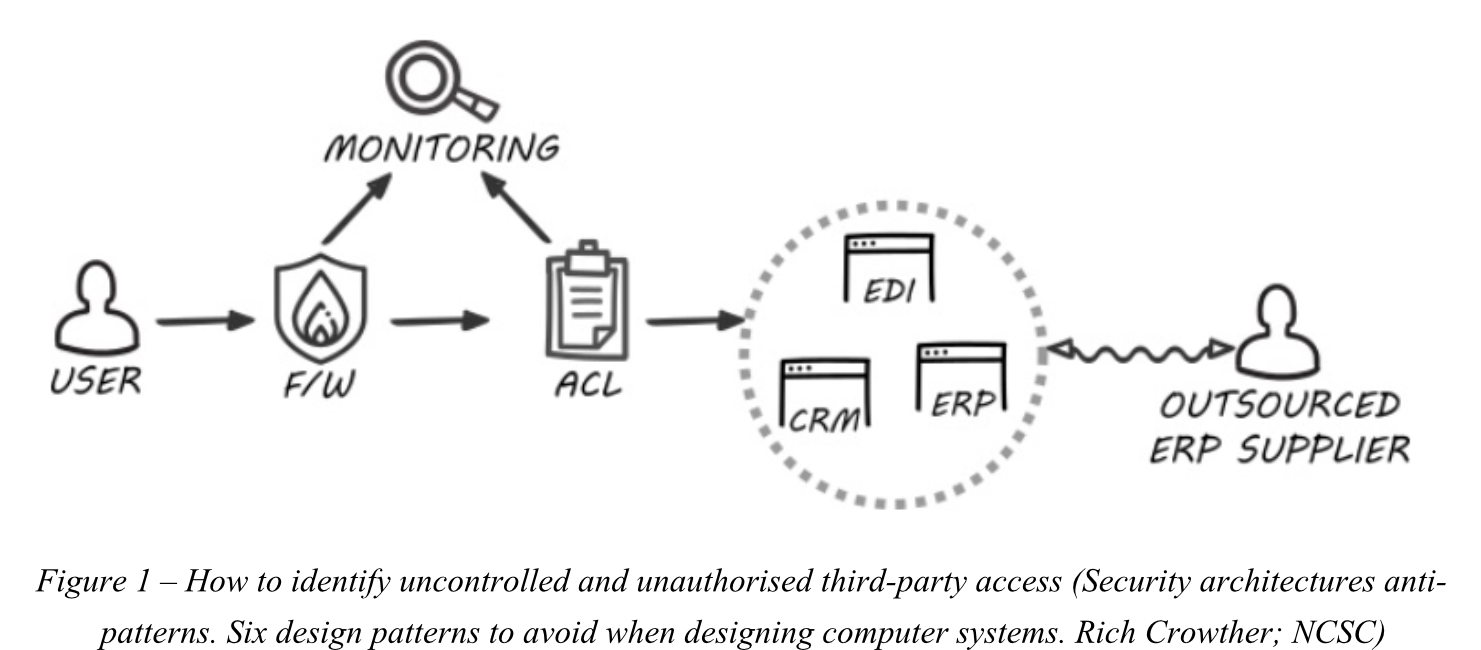 MONITORING
USER
F/W
ACL
EDI
CRM
ERP
OUTSOURCED
ERP SUPPLIER
Figure 1 – How to identify uncontrolled and unauthorised third-party access (Security architectures anti-
patterns. Six design patterns to avoid when designing computer systems. Rich Crowther; NCSC)